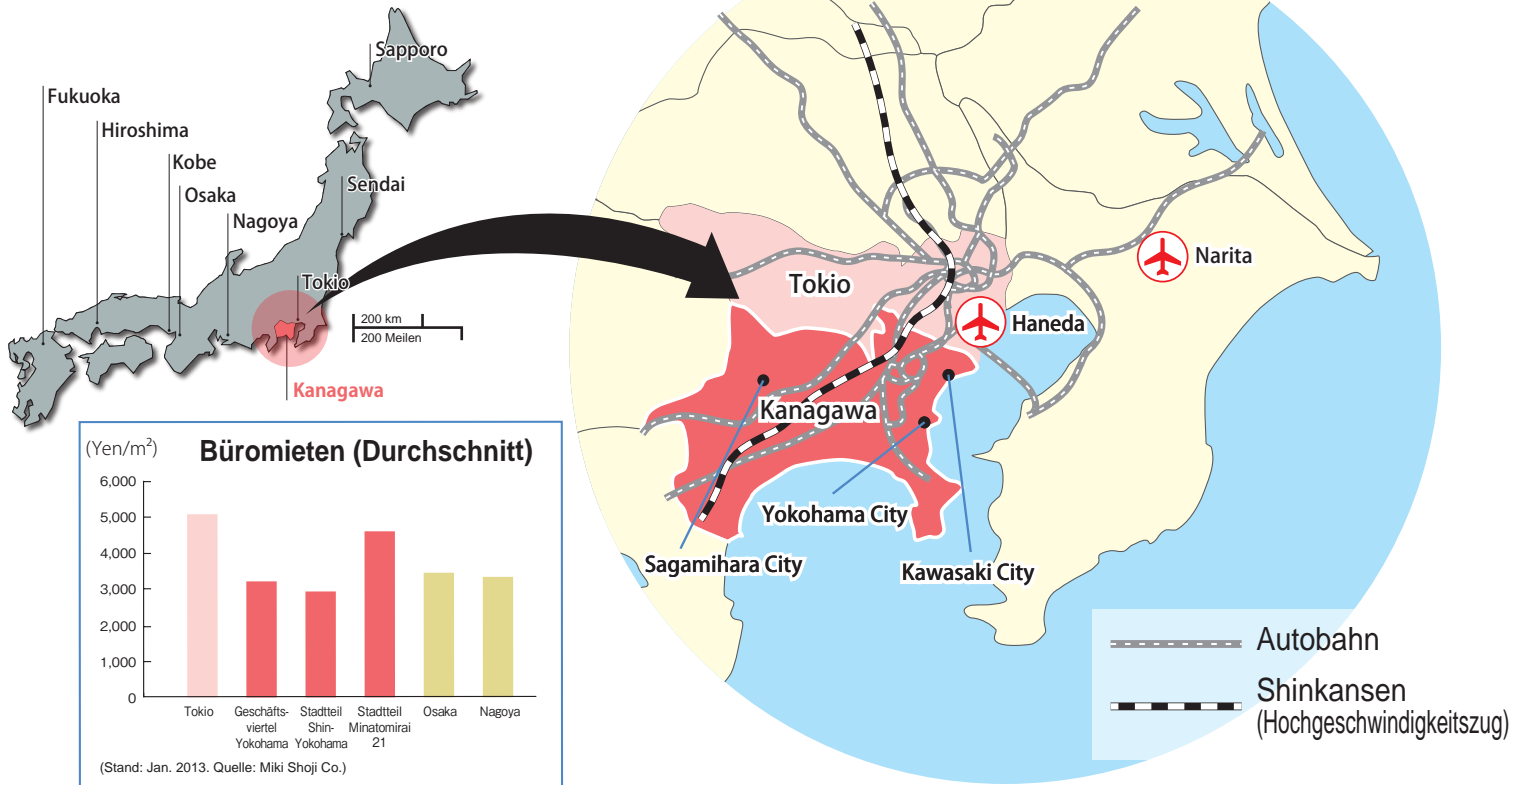 Sapporo
Fukuoka
Hiroshima
Kobe
Sendai
Osaka
Nagoya
Tokio
200 km
200 Meilen
Kanagawa
Narita
Tokio
Haneda
Kanagawa
Yokohama City
Sagamihara City
Kawasaki City
Autobahn
Shinkansen
(Hochgeschwindigkeitszug)
(Yen/m²)
Büromieten (Durchschnitt)
6,000
5,000
4,000
3,000
2,000
1,000
0
Tokio
Geschäfts-
viertel
Yokohama
Stadtteil
Shin-
Yokohama
Stadtteil
Minatomirai
21
Osaka
Nagoya
(Stand: Jan. 2013. Quelle: Miki Shoji Co.)